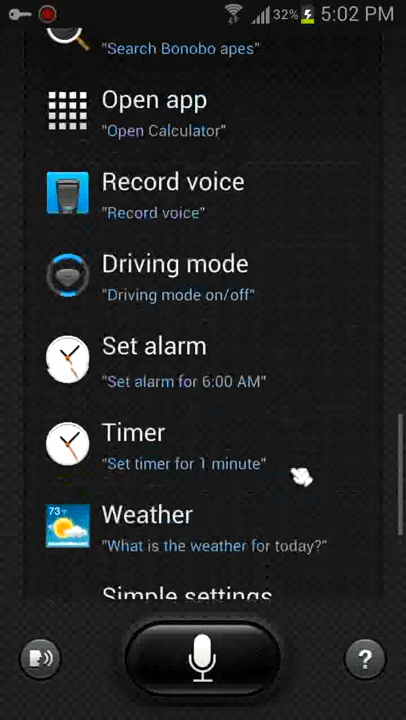 32% 5:02 PM
"Search Bonobo apes"
Open app
"Open Calculator"
Record voice
"Record voice"
Driving mode
"Driving mode on/off"
Set alarm
"Set alarm for 6:00 AM"
Timer
"Set timer for 1 minute"
73°
Weather
"What is the weather for today?"
Simple settings
?